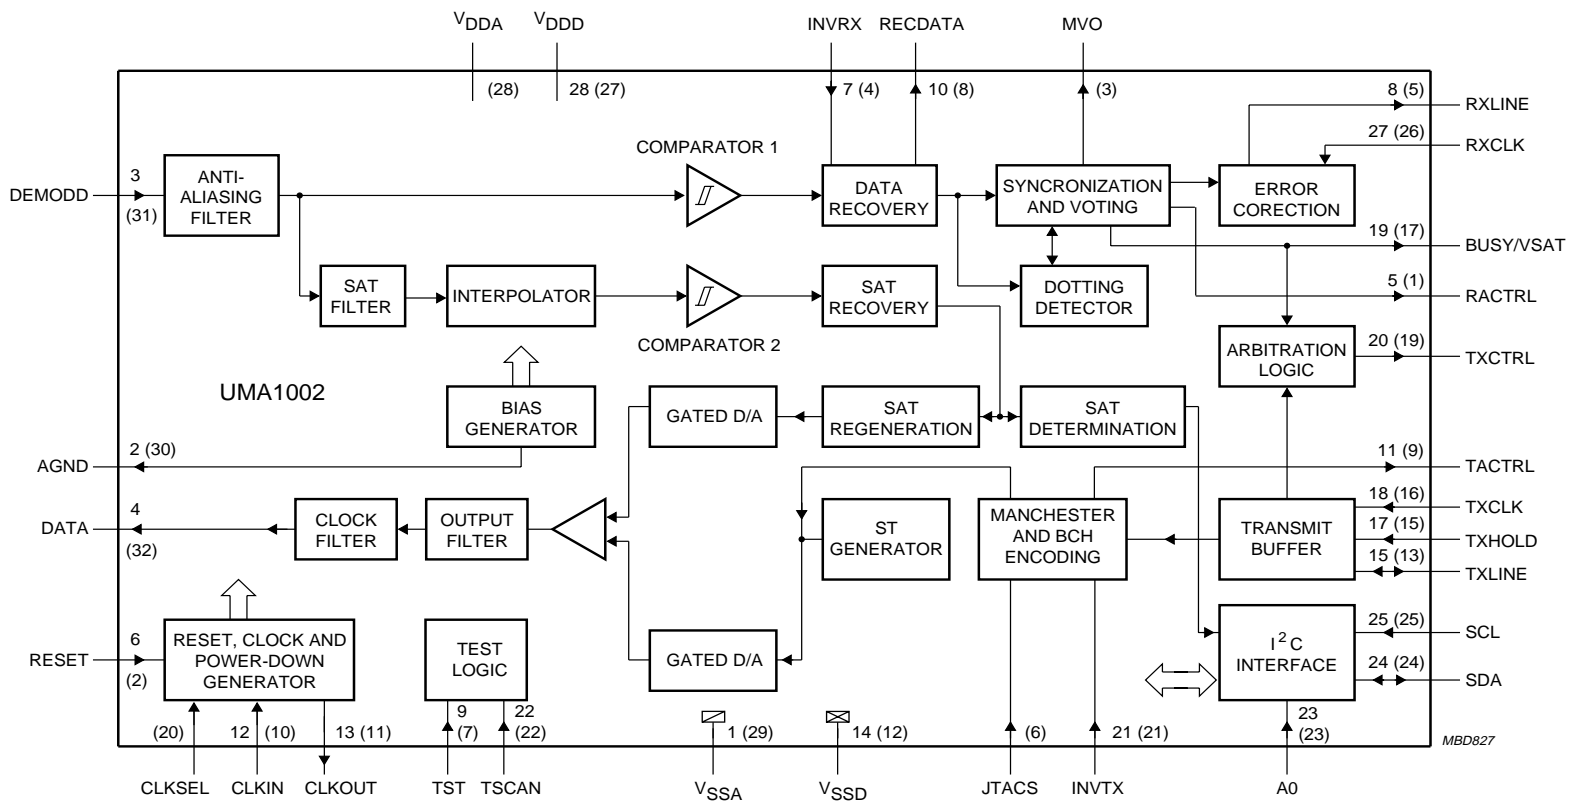 VDDA
VDDD
INVRX
RECDATA
MVO
(28)
28 (27)
7 (4)
10 (8)
(3)
8 (5)
RXLINE
27 (26)
RXCLK
COMPARATOR 1
3
DEMODD
(31)
ANTI-
ALIASING
FILTER
DATA
RECOVERY
SYNCRONIZATION
AND VOTING
ERROR
CORECTION
19 (17)
BUSY/VSAT
SAT
FILTER
INTERPOLATOR
SAT
RECOVERY
DOTTING
DETECTOR
5 (1)
RACTRL
COMPARATOR 2
ARBITRATION
LOGIC
20 (19)
TXCTRL
UMA1002
BIAS
GENERATOR
GATED D/A
SAT
REGENERATION
SAT
DETERMINATION
2 (30)
AGND
11 (9)
TACTRL
4
DATA
(32)
CLOCK
FILTER
OUTPUT
FILTER
ST
GENERATOR
MANCHESTER
AND BCH
ENCODING
TRANSMIT
BUFFER
18 (16)
TXCLK
17 (15)
TXHOLD
15 (13)
TXLINE
6
RESET
(2)
RESET, CLOCK AND
POWER-DOWN
GENERATOR
TEST
LOGIC
GATED D/A
I2C
INTERFACE
25 (25)
SCL
24 (24)
SDA
(20)
12 (10)
13 (11)
9
(7)
22
(22)
1 (29)
14 (12)
(6)
21 (21)
23
(23)
MBD827
CLKSEL
CLKIN
CLKOUT
TST
TSCAN
VSSA
VSSD
JTACS
INVTX
A0